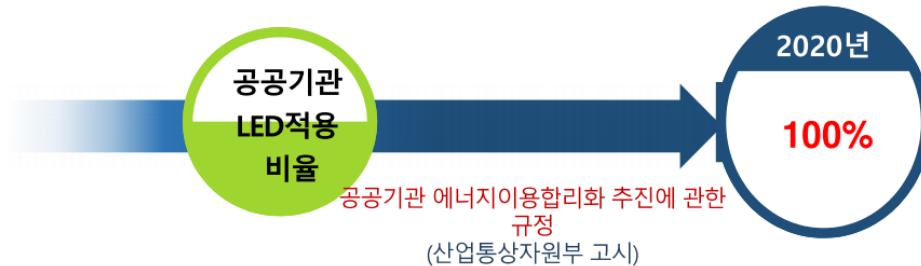 공공기관
LED적용
비율
2020년
100%
공공기관 에너지이용합리화 추진에 관한
규정
(산업통상자원부 고시)